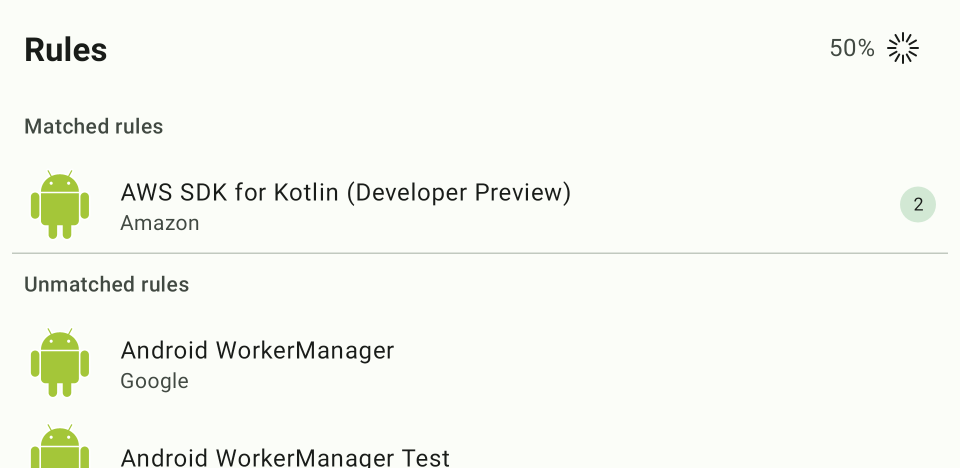 Rules
50%
Matched rules
AWS SDK for Kotlin (Developer Preview)
Amazon
2
Unmatched rules
Android WorkerManager
Google
Android WorkerManager Test